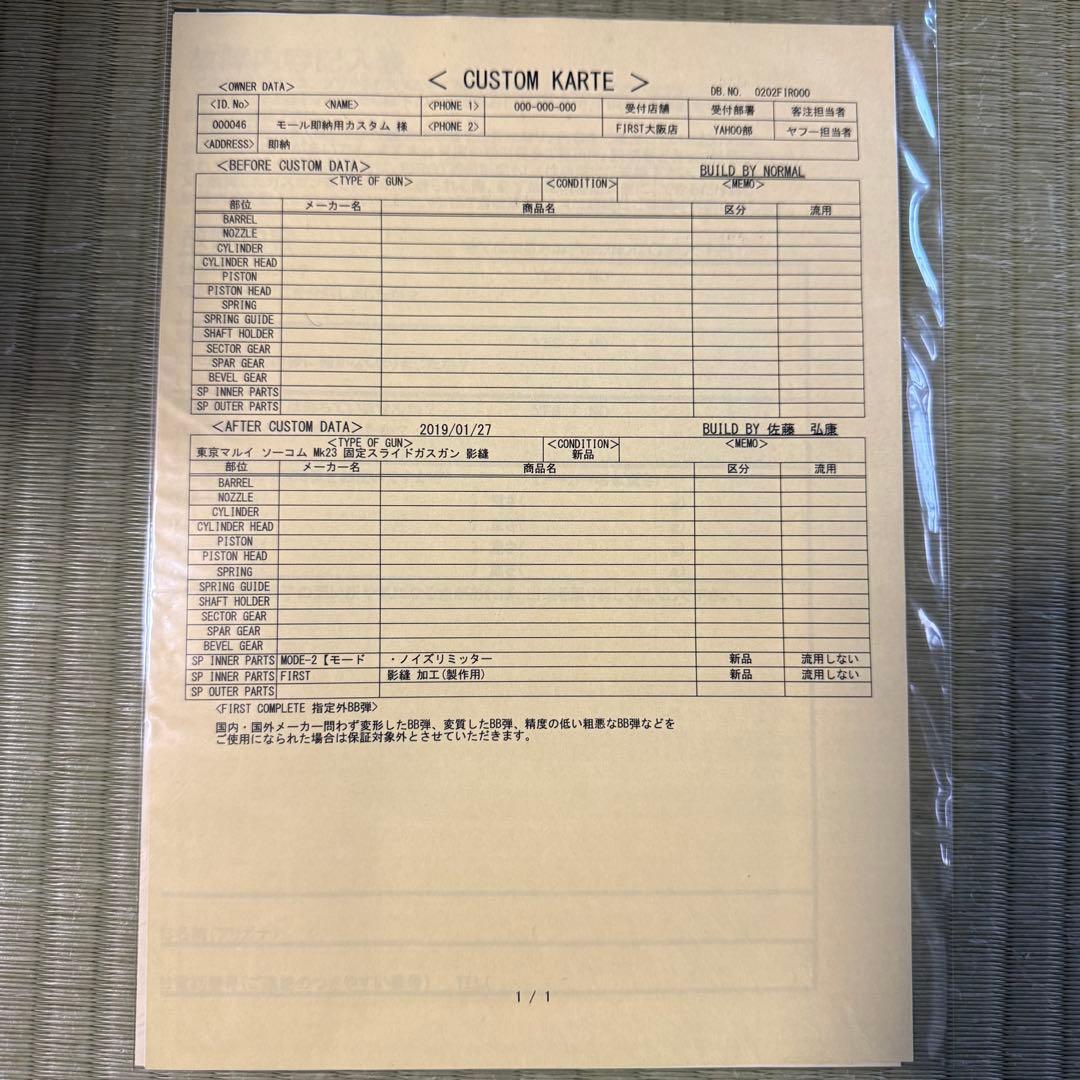 < CUSTOM KARTE >
<OWNER DATA> DB.NO. 0202FIR000
<ID.No> <NAME> <PHONE 1> 000-000-000 受付店舗 受付部署 客注担当者
000046 モール即納用カスタム 様 <PHONE 2> FIRST大阪店 YAHOO部 ヤフー担当者
<ADDRESS> 即納
<BEFORE CUSTOM DATA> BUILD BY NORMAL
<TYPE OF GUN> <CONDITION> <MEMO>
部位 メーカー名 商品名 区分 流用
BARREL
NOZZLE
CYLINDER
CYLINDER HEAD
PISTON
PISTON HEAD
SPRING
SPRING GUIDE
SHAFT HOLDER
SECTOR GEAR
SPAR GEAR
BEVEL GEAR
SP INNER PARTS
SP OUTER PARTS
<AFTER CUSTOM DATA> 2019/01/27 BUILD BY 佐藤 弘康
<TYPE OF GUN> <CONDITION> <MEMO>
東京マルイ ソーコム Mk23 固定スライドガスガン 影縫 新品
部位 メーカー名 商品名 区分 流用
BARREL
NOZZLE
CYLINDER
CYLINDER HEAD
PISTON
PISTON HEAD
SPRING
SPRING GUIDE
SHAFT HOLDER
SECTOR GEAR
SPAR GEAR
BEVEL GEAR
SP INNER PARTS MODE-2【モード ・ノイズリミッター 新品 流用しない
SP INNER PARTS FIRST 影縫 加工(製作用) 新品 流用しない
SP OUTER PARTS
<FIRST COMPLETE 指定外BB弾>
国内・国外メーカー問わず変形したBB弾、変質したBB弾、精度の低い粗悪なBB弾などを
ご使用になられた場合は保証対象外とさせていただきます。
1 / 1